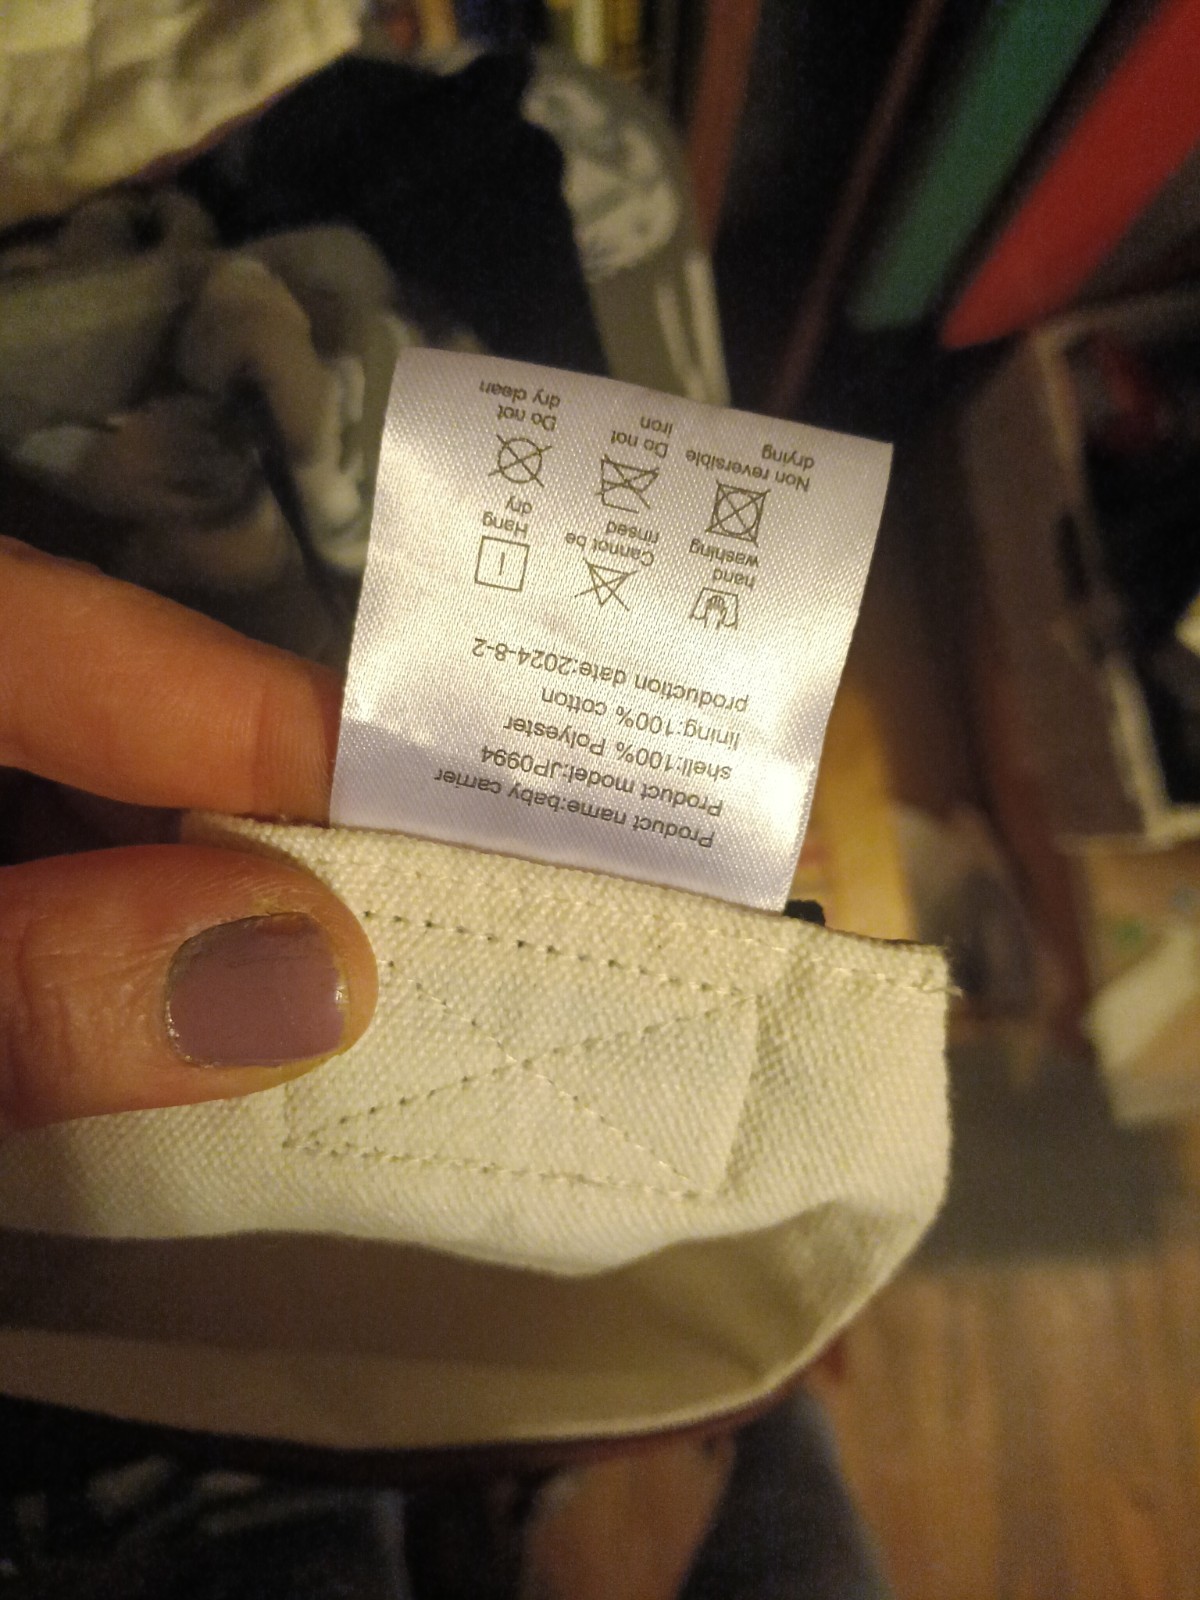 Product name:baby carrier
Product model:JP0994
shell:100% Polyester
lining:100% cotton
production date:2024-8-2
hand washing
Cannot be rinsed
Hang dry
Non reversible drying
Do not iron
Do not dry clean